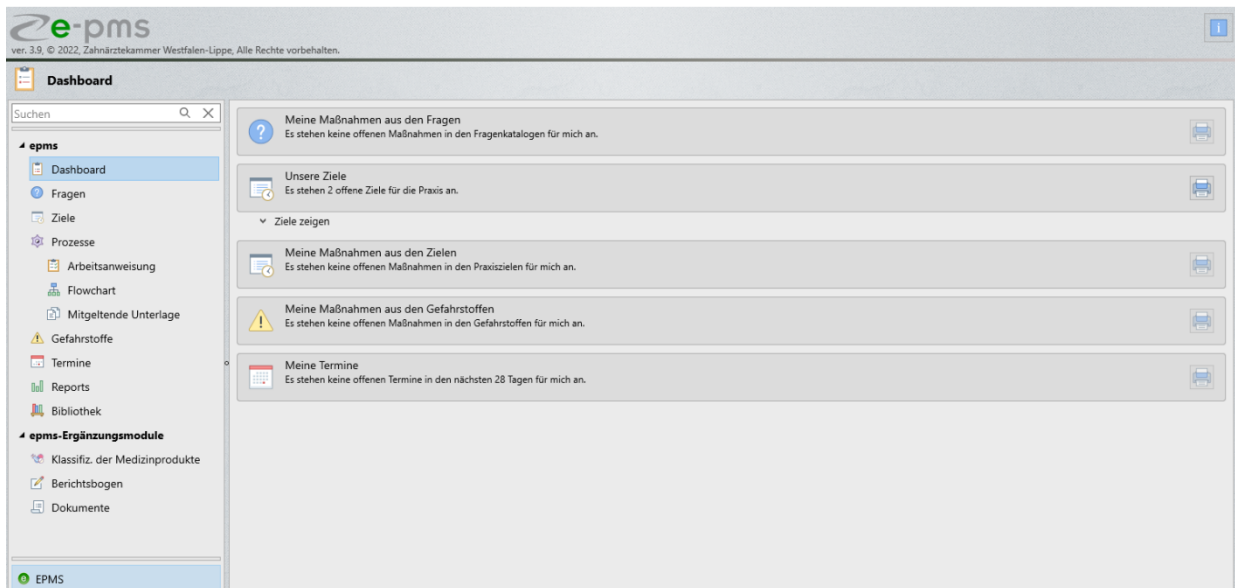 e-pms
ver. 3.9, © 2022, Zahnärztekammer Westfalen-Lippe, Alle Rechte vorbehalten.
i
Dashboard
Suchen
epms
Dashboard
Fragen
Ziele
Prozesse
Arbeitsanweisung
Flowchart
Mitgeltende Unterlage
Gefahrstoffe
Termine
Reports
Bibliothek
epms-Ergänzungsmodule
Klassifiz. der Medizinprodukte
Berichtsbogen
Dokumente
e EPMS
Meine Maßnahmen aus den Fragen
Es stehen keine offenen Maßnahmen in den Fragenkatalogen für mich an.
Unsere Ziele
Es stehen 2 offene Ziele für die Praxis an.
Ziele zeigen
Meine Maßnahmen aus den Zielen
Es stehen keine offenen Maßnahmen in den Praxiszielen für mich an.
Meine Maßnahmen aus den Gefahrstoffen
Es stehen keine offenen Maßnahmen in den Gefahrstoffen für mich an.
Meine Termine
Es stehen keine offenen Termine in den nächsten 28 Tagen für mich an.